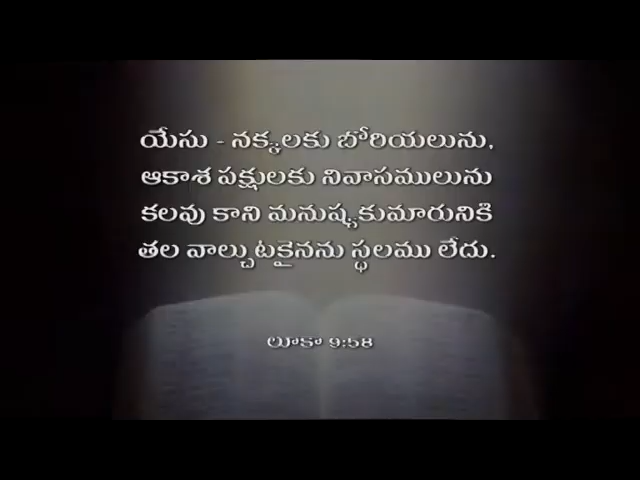 యేసు - నక్కలకు బోరియలును,
ఆకాశ పక్షులకు నివాసములును
కలవు కాని మనుష్యకుమారునికి
తల వాల్చుటకైనను స్థలము లేదు.
లూకా 9:58